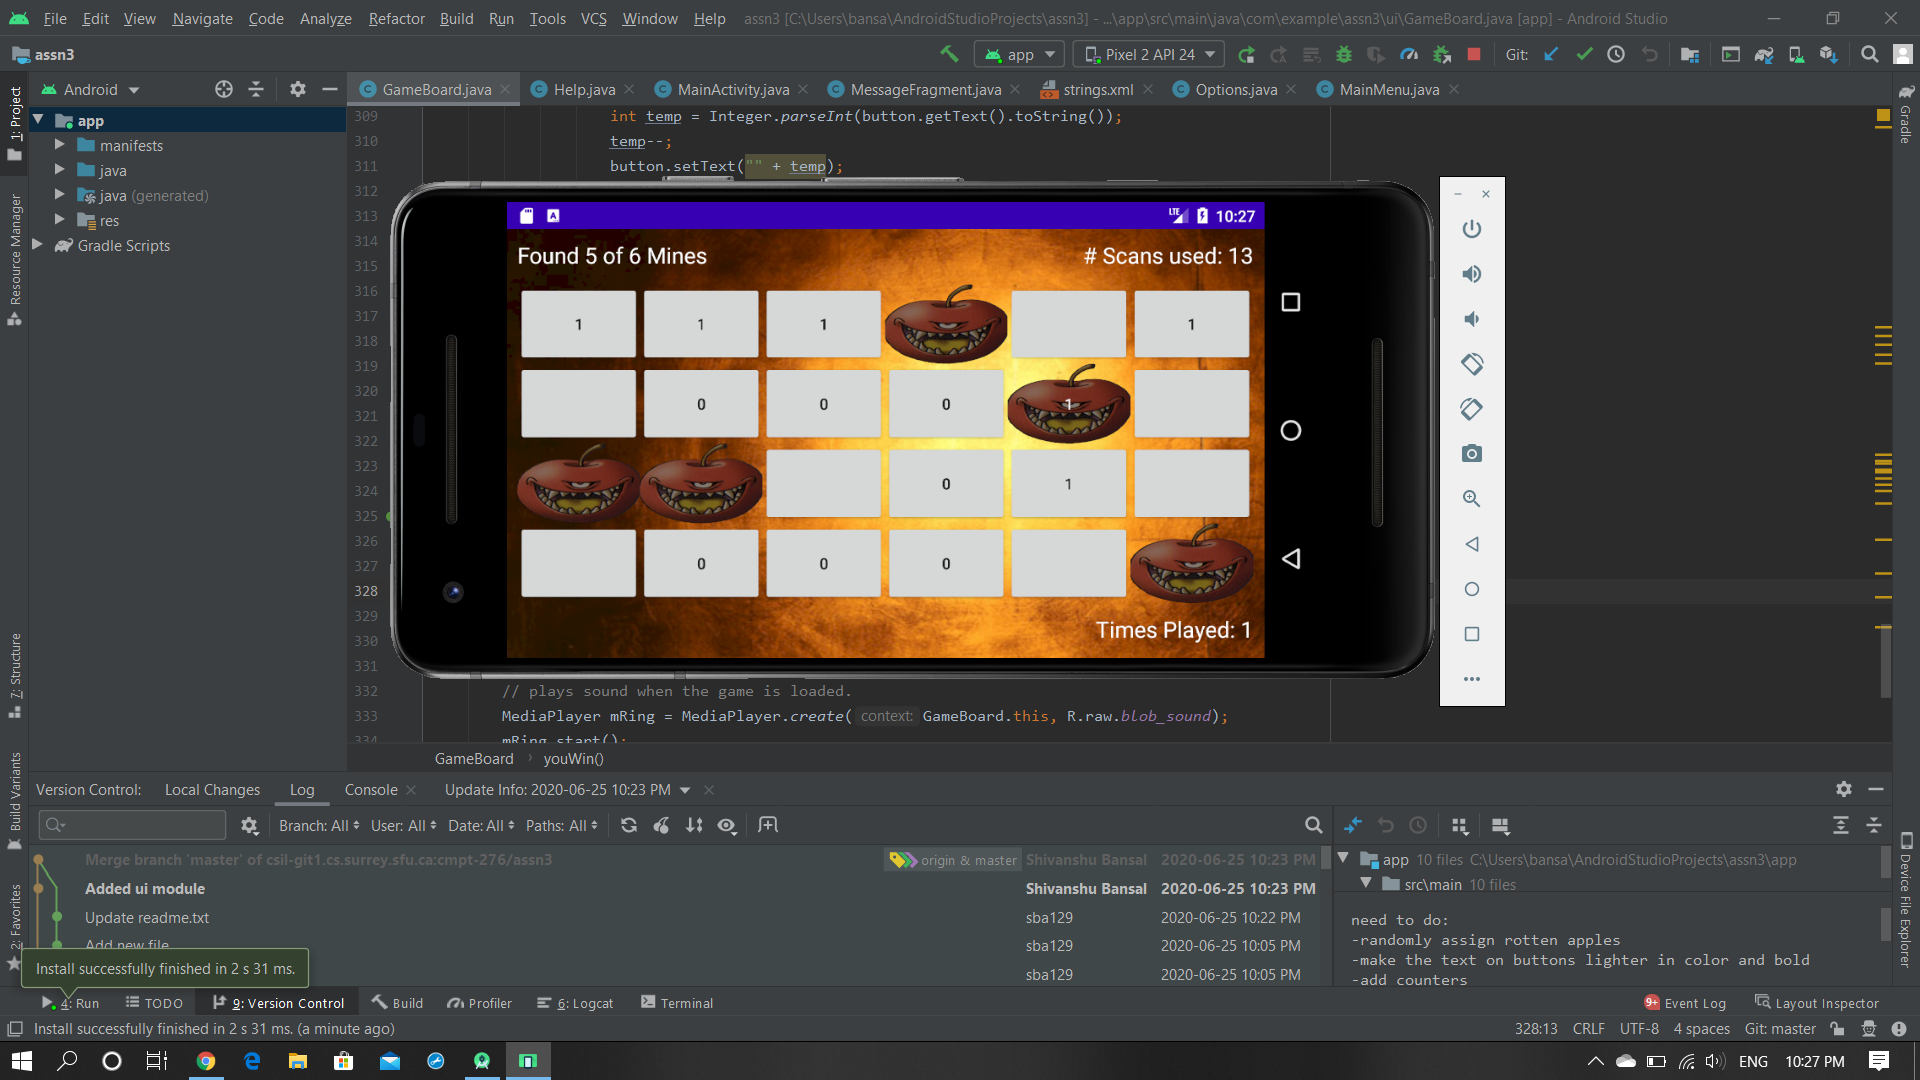 File Edit View Navigate Code Analyze Refactor Build Run Tools VCS Window Help assn3 [C:\Users\bansa\AndroidStudioProjects\assn3] - ...\app\src\main\java\com\example\assn3\ui\GameBoard.java [app] - Android Studio
assn3 app Pixel 2 API 24 Git:
Android GameBoard.java Help.java MainActivity.java MessageFragment.java strings.xml Options.java MainMenu.java
1: Project
Resource Manager
7: Structure
Build Variants
2: Favorites
Gradle
Device File Explorer
app
manifests
java
java (generated)
res
Gradle Scripts
309 int temp = Integer.parseInt(button.getText().toString());
310 temp--;
311 button.setText("" + temp);
312
313
314
315
316
317
318
319
320
321
322
323
324
325
326
327
328
329
330
331
332 // plays sound when the game is loaded.
333 MediaPlayer mRing = MediaPlayer.create( context: GameBoard.this, R.raw.blob_sound);
334 mRing.start();
LTE 10:27
Found 5 of 6 Mines # Scans used: 13
1 1 1 1
0 0 0 1
0 1
0 0 0
Times Played: 1
GameBoard youWin()
Version Control: Local Changes Log Console Update Info: 2020-06-25 10:23 PM
Branch: All User: All Date: All Paths: All
Merge branch 'master' of csil-git1.cs.surrey.sfu.ca:cmpt-276/assn3 origin & master Shivanshu Bansal 2020-06-25 10:23 PM
Added ui module Shivanshu Bansal 2020-06-25 10:23 PM
Update readme.txt sba129 2020-06-25 10:22 PM
Add new file sba129 2020-06-25 10:05 PM
sba129 2020-06-25 10:05 PM
app 10 files C:\Users\bansa\AndroidStudioProjects\assn3\app
src\main 10 files
need to do:
-randomly assign rotten apples
-make the text on buttons lighter in color and bold
-add counters
Install successfully finished in 2 s 31 ms.
4: Run TODO 9: Version Control Build Profiler 6: Logcat Terminal 9+ Event Log Layout Inspector
Install successfully finished in 2 s 31 ms. (a minute ago) 328:13 CRLF UTF-8 4 spaces Git: master
ENG 10:27 PM